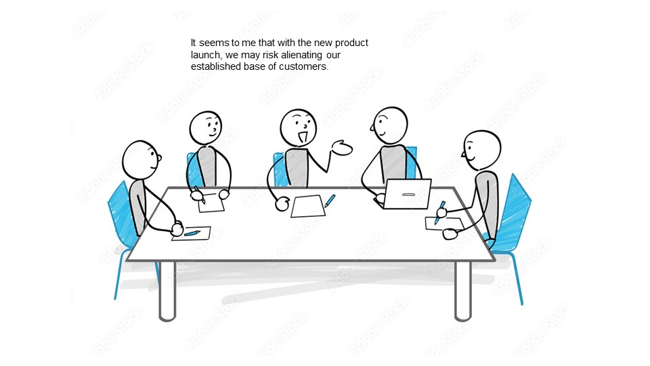 It seems to me that with the new product
launch, we may risk alienating our
established base of customers.